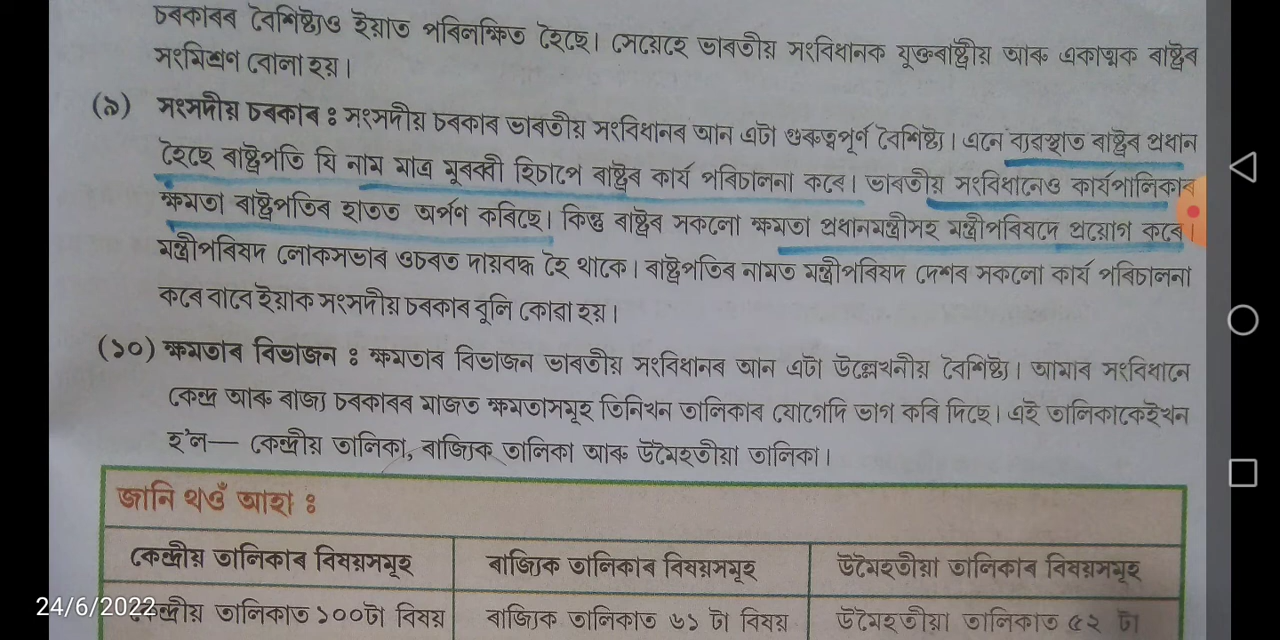 চৰকাৰৰ বৈশিষ্ট্যও ইয়াত পৰিলক্ষিত হৈছে। সেয়েহে ভাৰতীয় সংবিধানক যুক্তৰাষ্ট্ৰীয় আৰু একাত্মক ৰাষ্ট্ৰৰ
সংমিশ্ৰণ বোলা হয়।
(৯) সংসদীয় চৰকাৰ ঃ সংসদীয় চৰকাৰ ভাৰতীয় সংবিধানৰ আন এটা গুৰুত্বপূৰ্ণ বৈশিষ্ট্য। এনে ব্যৱস্থাত ৰাষ্ট্ৰৰ প্ৰধান
হৈছে ৰাষ্ট্ৰপতি যি নাম মাত্ৰ মুৰব্বী হিচাপে ৰাষ্ট্ৰৰ কাৰ্য পৰিচালনা কৰে। ভাৰতীয় সংবিধানেও কাৰ্যপালিকাৰ
ক্ষমতা ৰাষ্ট্ৰপতিৰ হাতত অৰ্পণ কৰিছে। কিন্তু ৰাষ্ট্ৰৰ সকলো ক্ষমতা প্ৰধানমন্ত্ৰীসহ মন্ত্ৰীপৰিষদে প্ৰয়োগ কৰে।
মন্ত্ৰীপৰিষদ লোকসভাৰ ওচৰত দায়বদ্ধ হৈ থাকে। ৰাষ্ট্ৰপতিৰ নামত মন্ত্ৰীপৰিষদ দেশৰ সকলো কাৰ্য পৰিচালনা
কৰে বাবে ইয়াক সংসদীয় চৰকাৰ বুলি কোৱা হয়।
(১০) ক্ষমতাৰ বিভাজন ঃ ক্ষমতাৰ বিভাজন ভাৰতীয় সংবিধানৰ আন এটা উল্লেখনীয় বৈশিষ্ট্য। আমাৰ সংবিধানে
কেন্দ্ৰ আৰু ৰাজ্য চৰকাৰৰ মাজত ক্ষমতাসমূহ তিনিখন তালিকাৰ যোগেদি ভাগ কৰি দিছে। এই তালিকাকেইখন
হ'ল— কেন্দ্ৰীয় তালিকা, ৰাজ্যিক তালিকা আৰু উমৈহতীয়া তালিকা।
জানি থওঁ আহা ঃ
কেন্দ্ৰীয় তালিকাৰ বিষয়সমূহ ৰাজ্যিক তালিকাৰ বিষয়সমূহ উমৈহতীয়া তালিকাৰ বিষয়সমূহ
কেন্দ্ৰীয় তালিকাত ১০০টা বিষয় ৰাজ্যিক তালিকাত ৬১ টা বিষয় উমৈহতীয়া তালিকাত ৫২ টা
24/6/2022